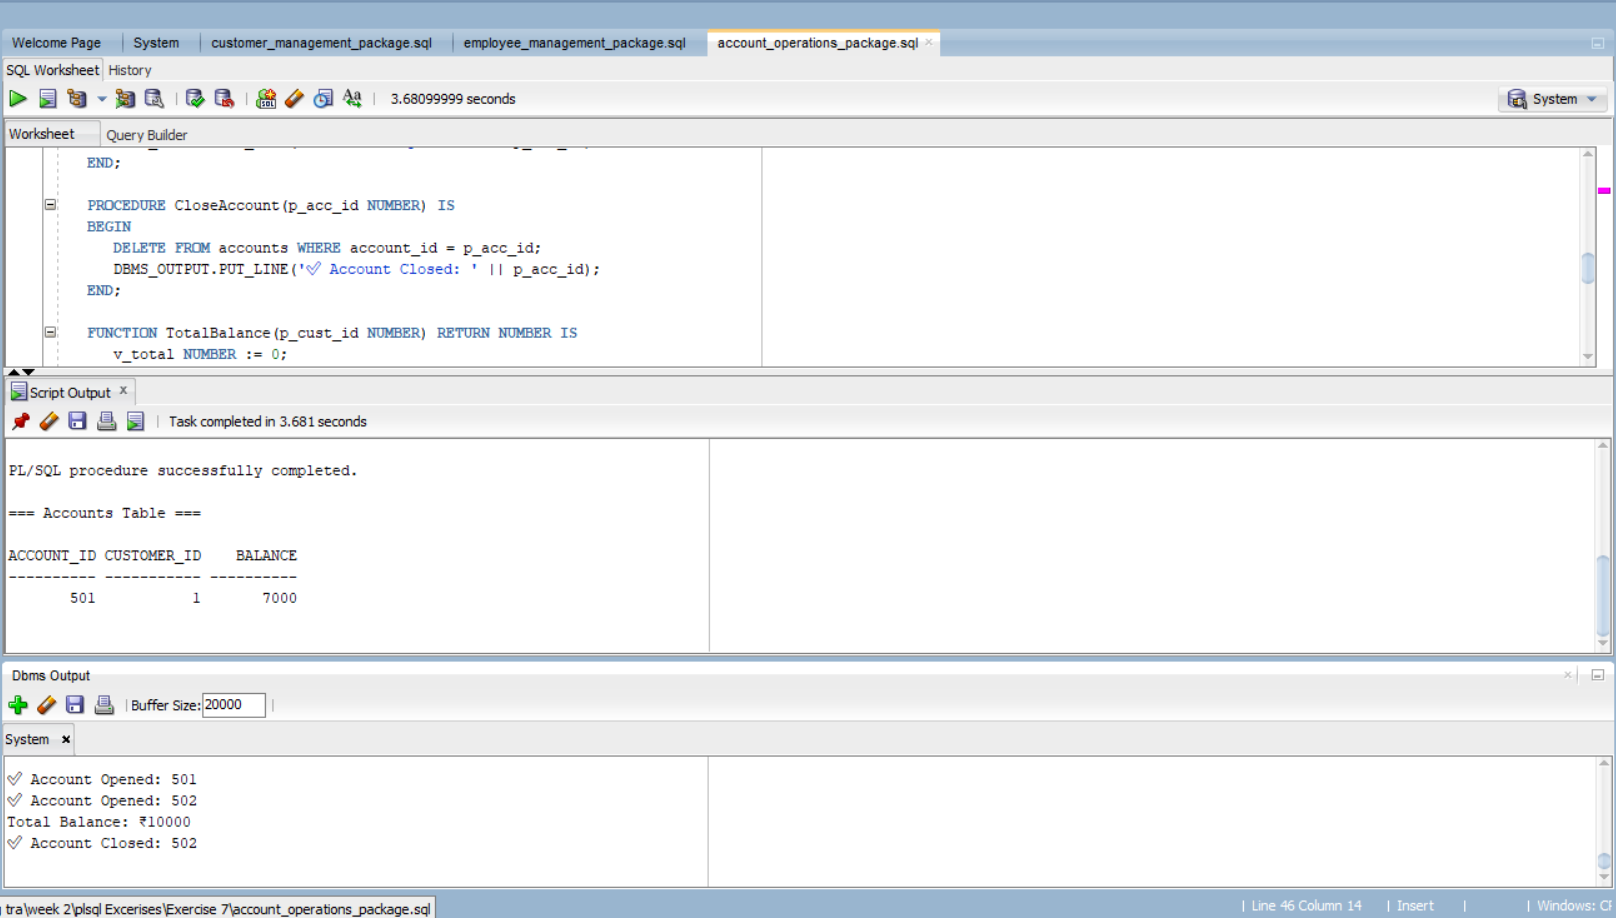 Welcome Page System customer_management_package.sql employee_management_package.sql account_operations_package.sql
SQL Worksheet History
3.68099999 seconds System
Worksheet Query Builder
END;
PROCEDURE CloseAccount(p_acc_id NUMBER) IS
BEGIN
DELETE FROM accounts WHERE account_id = p_acc_id;
DBMS_OUTPUT.PUT_LINE('✅ Account Closed: ' || p_acc_id);
END;
FUNCTION TotalBalance(p_cust_id NUMBER) RETURN NUMBER IS
v_total NUMBER := 0;
Script Output x
Task completed in 3.681 seconds
PL/SQL procedure successfully completed.
=== Accounts Table ===
ACCOUNT_ID CUSTOMER_ID BALANCE
---------- ----------- ----------
501 1 7000
Dbms Output
Buffer Size: 20000
System
✅ Account Opened: 501
✅ Account Opened: 502
Total Balance: ₹10000
✅ Account Closed: 502
tra\week 2\plsql Excerises\Exercise 7\account_operations_package.sql | Line 46 Column 14 | Insert | | Windows: